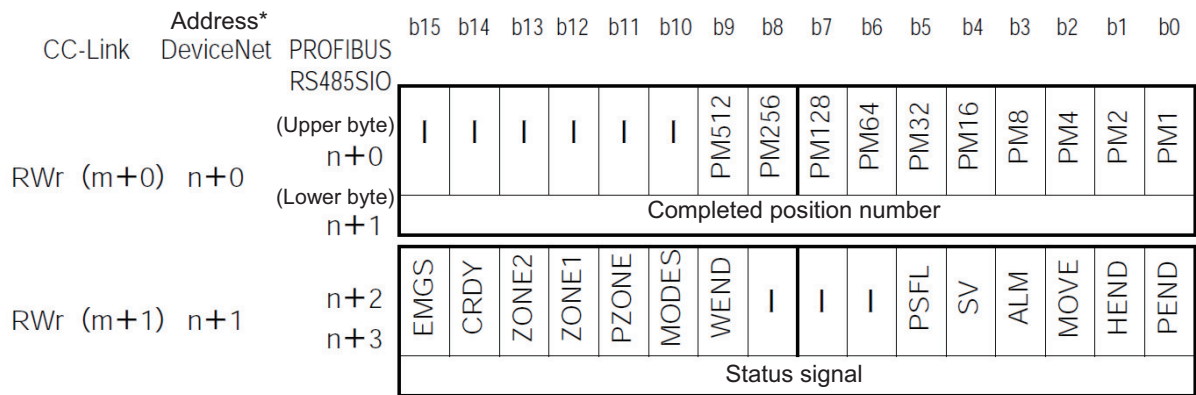 Address*
CC-Link DeviceNet PROFIBUS RS485SIO b15 b14 b13 b12 b11 b10 b9 b8 b7 b6 b5 b4 b3 b2 b1 b0
(Upper byte)
n+0
RWr (m+0) n+0
(Lower byte)
n+1
— — — — — — PM512 PM256 PM128 PM64 PM32 PM16 PM8 PM4 PM2 PM1
Completed position number
RWr (m+1) n+1
n+2
n+3
EMGS CRDY ZONE2 ZONE1 PZONE MODES WEND — — — PSFL SV ALM MOVE HEND PEND
Status signal